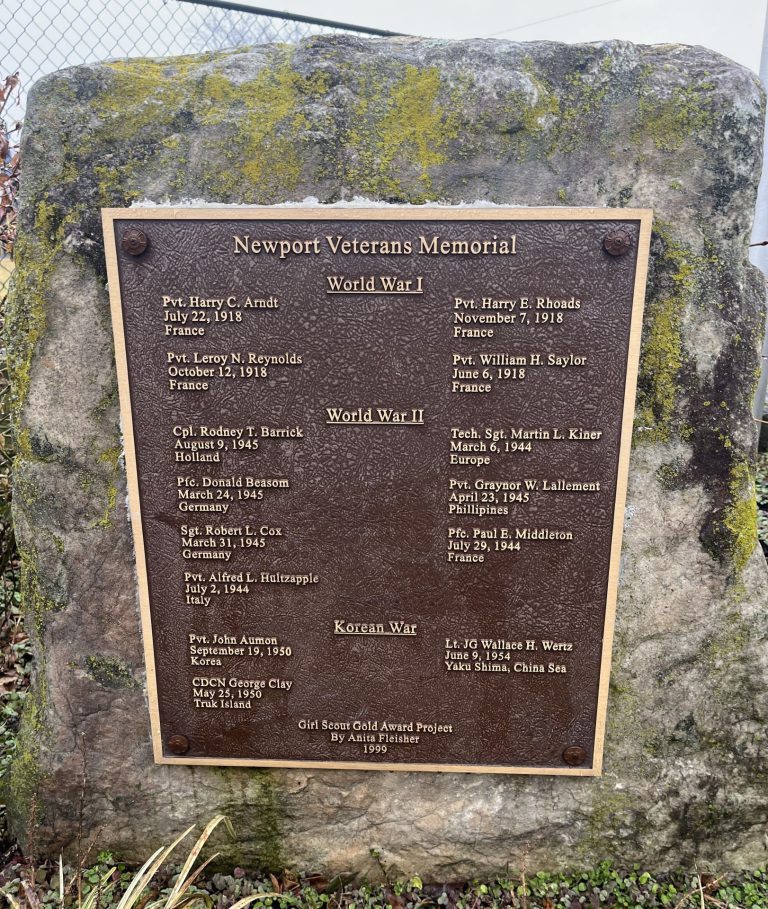 Newport Veterans Memorial
World War I
Pvt. Harry C. Arndt
July 22, 1918
France
Pvt. Harry E. Rhoads
November 7, 1918
France
Pvt. Leroy N. Reynolds
October 12, 1918
France
Pvt. William H. Saylor
June 6, 1918
France
World War II
Cpl. Rodney T. Barrick
August 9, 1945
Holland
Tech. Sgt. Martin L. Kiner
March 6, 1944
Europe
Pfc. Donald Beasom
March 24, 1945
Germany
Pvt. Graynor W. Lallement
April 23, 1945
Phillipines
Sgt. Robert L. Cox
March 31, 1945
Germany
Pfc. Paul E. Middleton
July 29, 1944
France
Pvt. Alfred L. Hultzapple
July 2, 1944
Italy
Korean War
Pvt. John Aumon
September 19, 1950
Korea
Lt. JG Wallace H. Wertz
June 9, 1954
Yaku Shima, China Sea
CDCN George Clay
May 25, 1950
Truk Island
Girl Scout Gold Award Project
By Anita Fleisher
1999